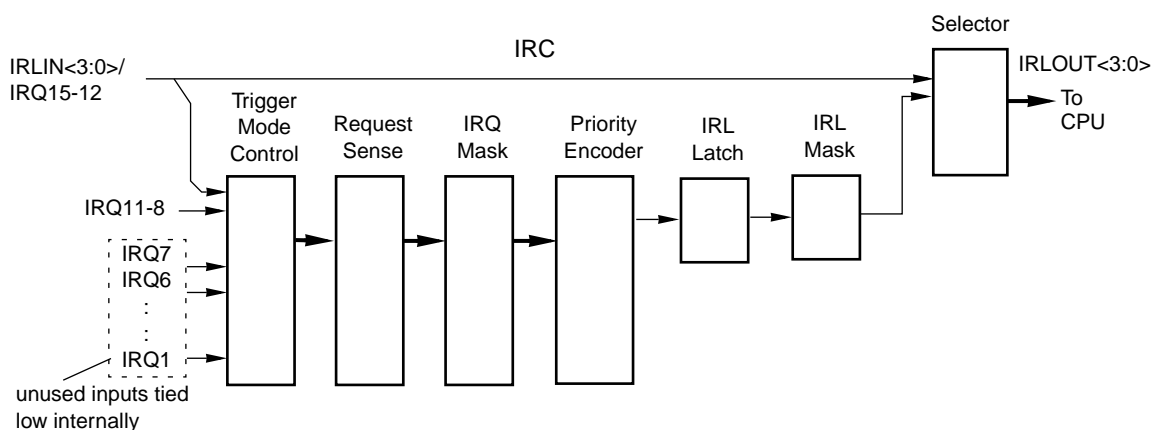 Selector
IRC
IRLIN<3:0>/
IRQ15-12
IRLOUT<3:0>
To
CPU
Trigger
Mode
Control
Request
Sense
IRQ
Mask
Priority
Encoder
IRL
Latch
IRL
Mask
IRQ11-8
IRQ7
IRQ6
:
:
IRQ1
unused inputs tied
low internally